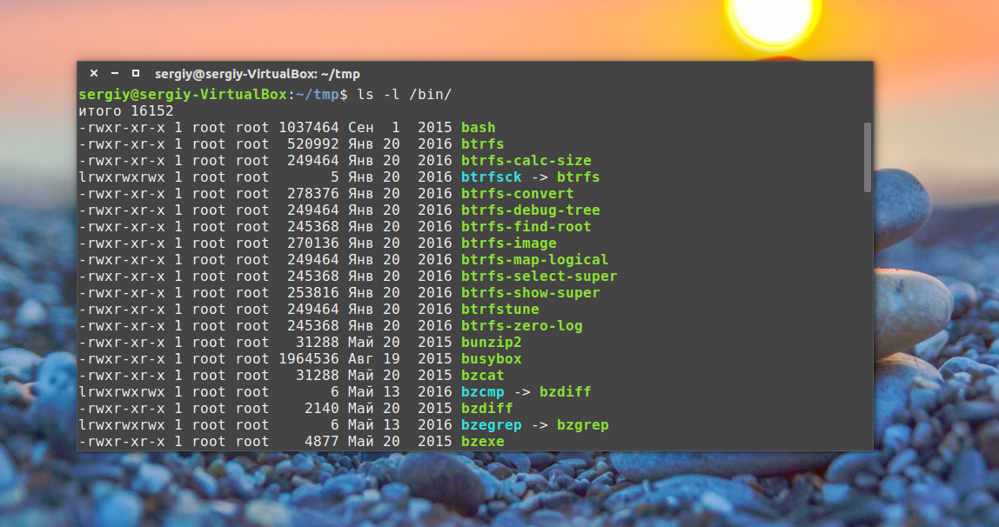 sergiy@sergiy-VirtualBox: ~/tmp
sergiy@sergiy-VirtualBox:~/tmp$ ls -l /bin/
итого 16152
-rwxr-xr-x 1 root root 1037464 Сен  1  2015 bash
-rwxr-xr-x 1 root root  520992 Янв 20  2016 btrfs
-rwxr-xr-x 1 root root  249464 Янв 20  2016 btrfs-calc-size
lrwxrwxrwx 1 root root       5 Янв 20  2016 btrfsck -> btrfs
-rwxr-xr-x 1 root root  278376 Янв 20  2016 btrfs-convert
-rwxr-xr-x 1 root root  249464 Янв 20  2016 btrfs-debug-tree
-rwxr-xr-x 1 root root  245368 Янв 20  2016 btrfs-find-root
-rwxr-xr-x 1 root root  270136 Янв 20  2016 btrfs-image
-rwxr-xr-x 1 root root  249464 Янв 20  2016 btrfs-map-logical
-rwxr-xr-x 1 root root  245368 Янв 20  2016 btrfs-select-super
-rwxr-xr-x 1 root root  253816 Янв 20  2016 btrfs-show-super
-rwxr-xr-x 1 root root  249464 Янв 20  2016 btrfstune
-rwxr-xr-x 1 root root  245368 Янв 20  2016 btrfs-zero-log
-rwxr-xr-x 1 root root   31288 Май 20  2015 bunzip2
-rwxr-xr-x 1 root root 1964536 Авг 19  2015 busybox
-rwxr-xr-x 1 root root   31288 Май 20  2015 bzcat
lrwxrwxrwx 1 root root       6 Май 13  2016 bzcmp -> bzdiff
-rwxr-xr-x 1 root root    2140 Май 20  2015 bzdiff
lrwxrwxrwx 1 root root       6 Май 13  2016 bzegrep -> bzgrep
-rwxr-xr-x 1 root root    4877 Май 20  2015 bzexe